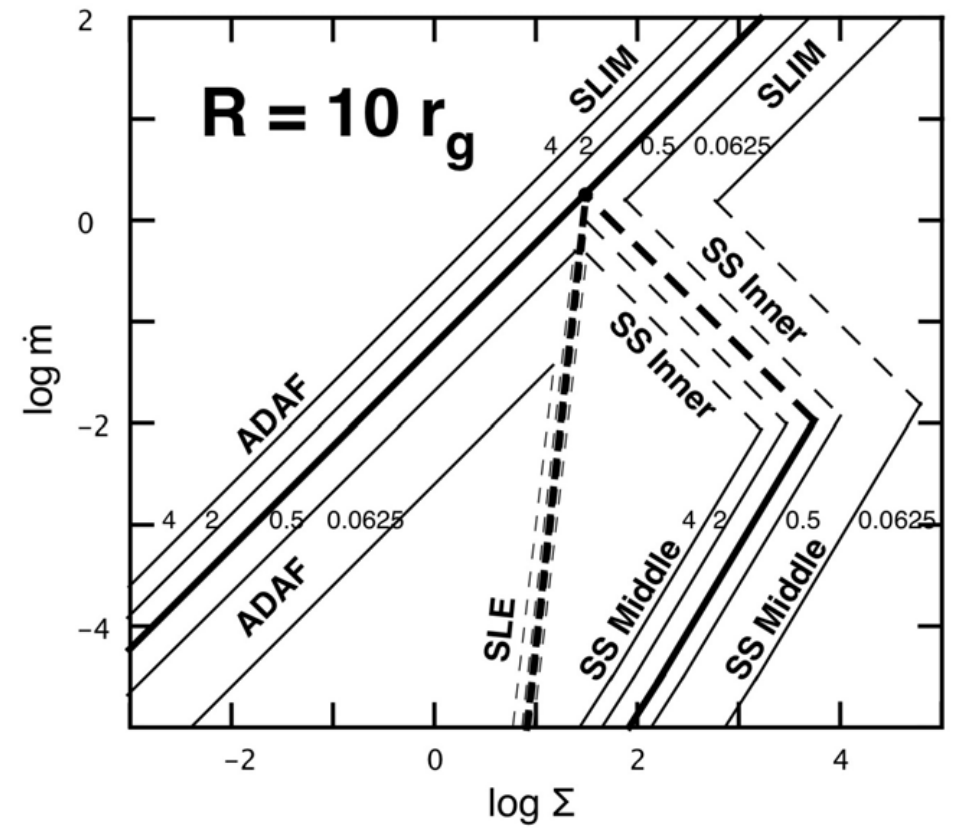 2
SLIM
SLIM
R = 10 r_g
4 2 0.5 0.0625
0
SS Inner
SS Inner
log ṁ
ADAF
−2
4 2 0.5 0.0625
4 2 0.5 0.0625
ADAF
SLE
SS Middle
SS Middle
−4
−2 0 2 4
log Σ